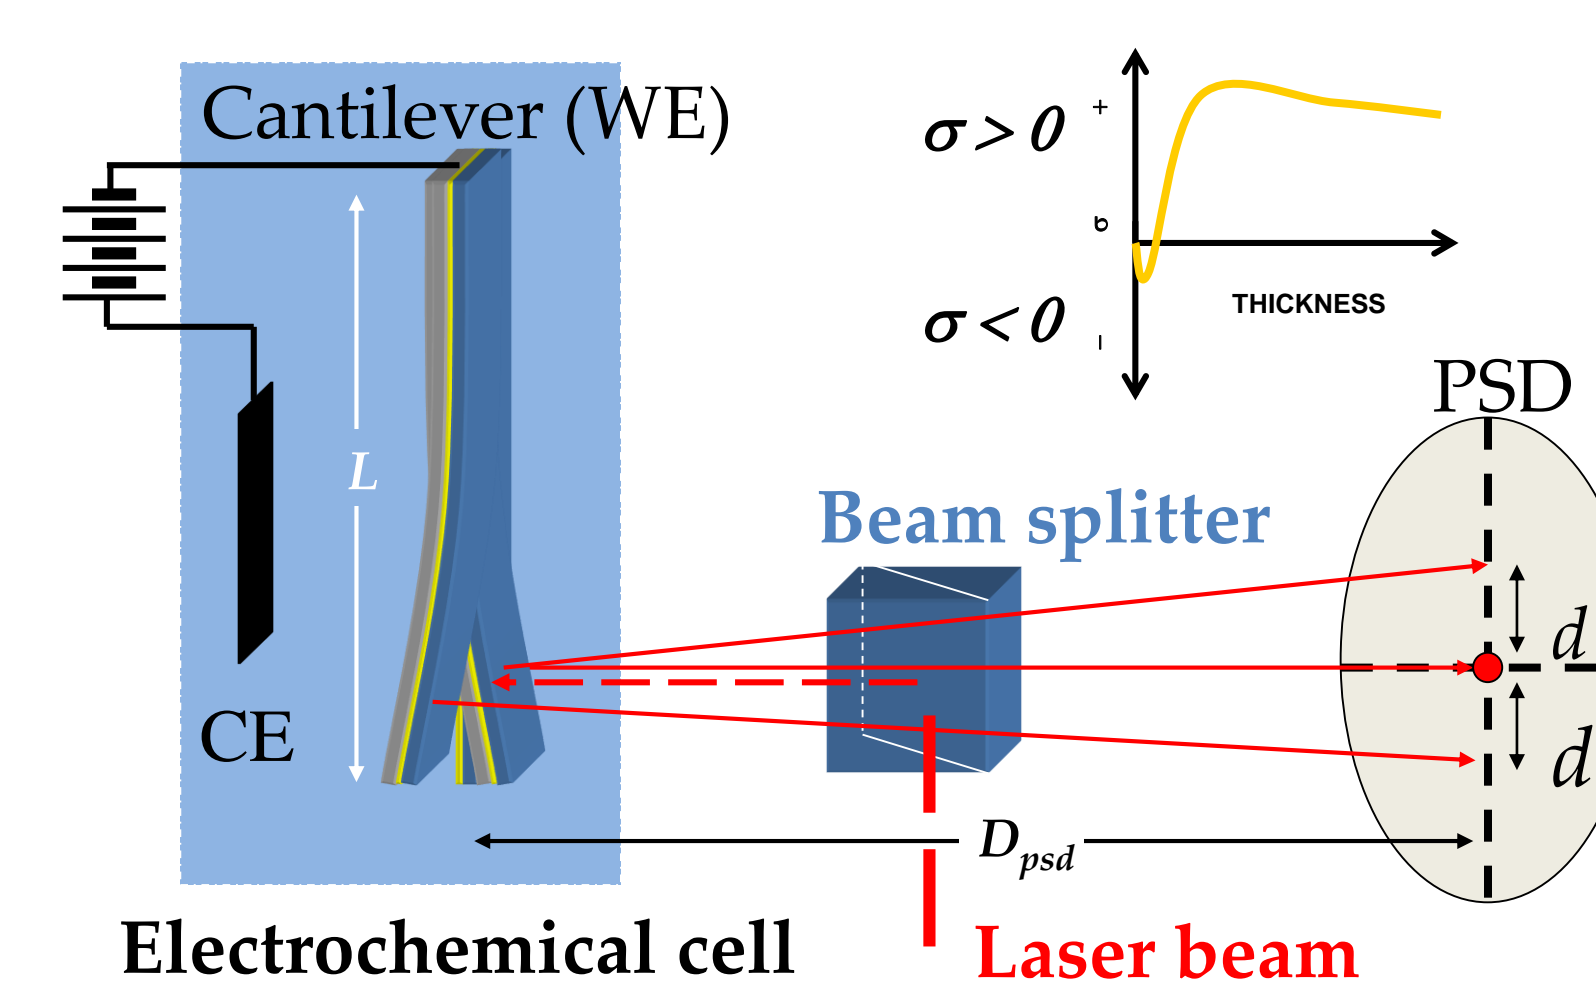 Cantilever (WE)
σ > 0
+
σ
σ < 0
–
THICKNESS
PSD
L
Beam splitter
d
CE
d
D_psd
Electrochemical cell
Laser beam